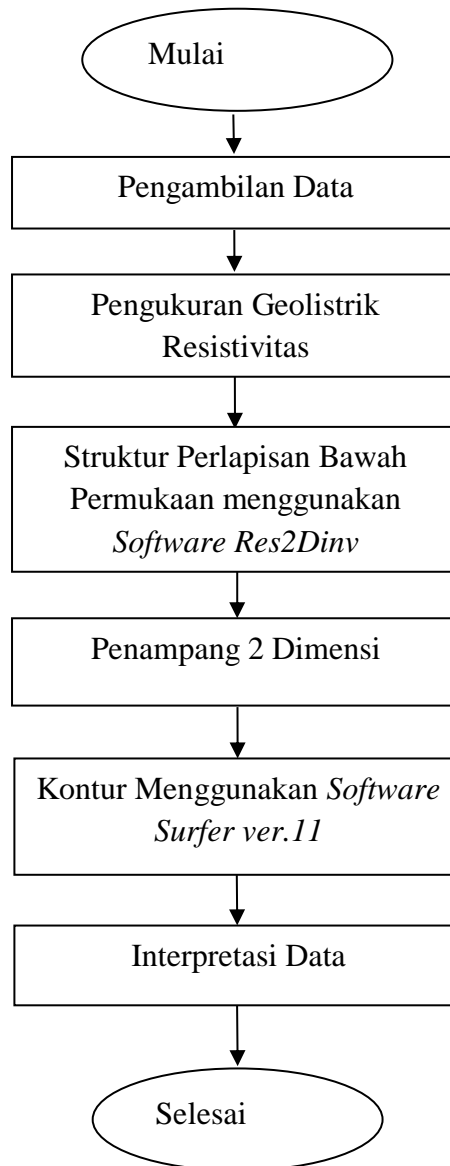 Mulai
Pengambilan Data
Pengukuran Geolistrik
Resistivitas
Struktur Perlapisan Bawah
Permukaan menggunakan
Software Res2Dinv
Penampang 2 Dimensi
Kontur Menggunakan Software
Surfer ver.11
Interpretasi Data
Selesai